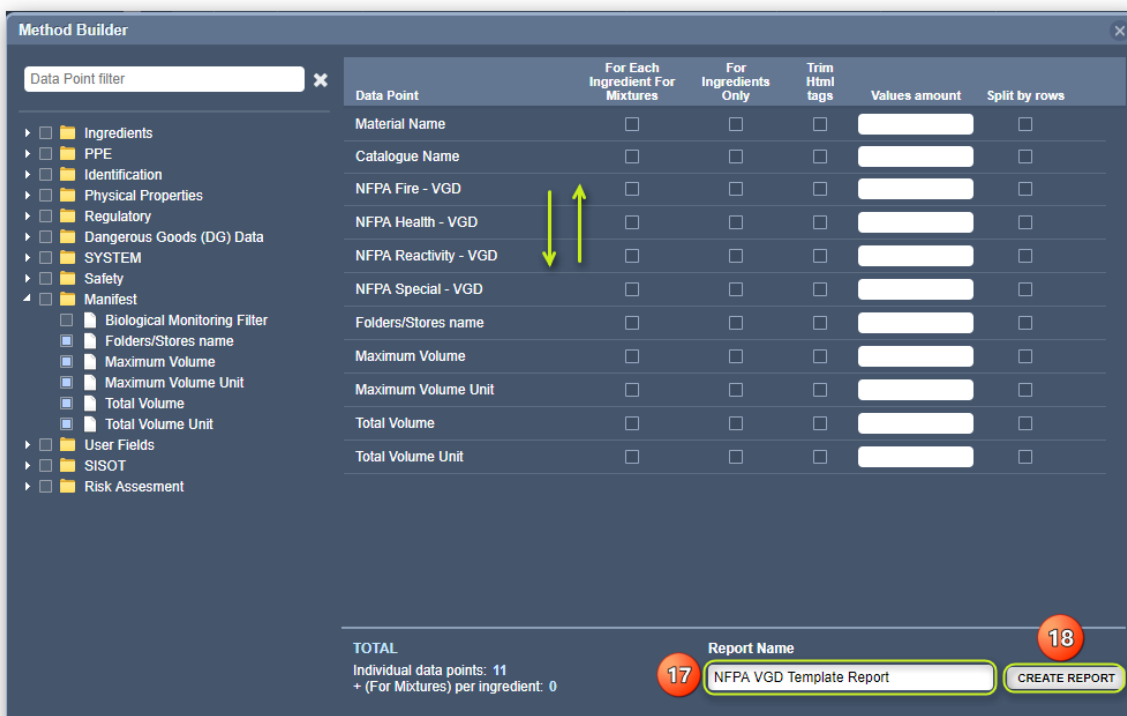 Method Builder
Data Point filter
Ingredients
PPE
Identification
Physical Properties
Regulatory
Dangerous Goods (DG) Data
SYSTEM
Safety
Manifest
Biological Monitoring Filter
Folders/Stores name
Maximum Volume
Maximum Volume Unit
Total Volume
Total Volume Unit
User Fields
SISOT
Risk Assesment
Data Point
For Each
Ingredient For
Mixtures
For
Ingredients
Only
Trim
Html
tags
Values amount
Split by rows
Material Name
Catalogue Name
NFPA Fire - VGD
NFPA Health - VGD
NFPA Reactivity - VGD
NFPA Special - VGD
Folders/Stores name
Maximum Volume
Maximum Volume Unit
Total Volume
Total Volume Unit
TOTAL
Individual data points: 11
+ (For Mixtures) per ingredient: 0
Report Name
17
NFPA VGD Template Report
18
CREATE REPORT